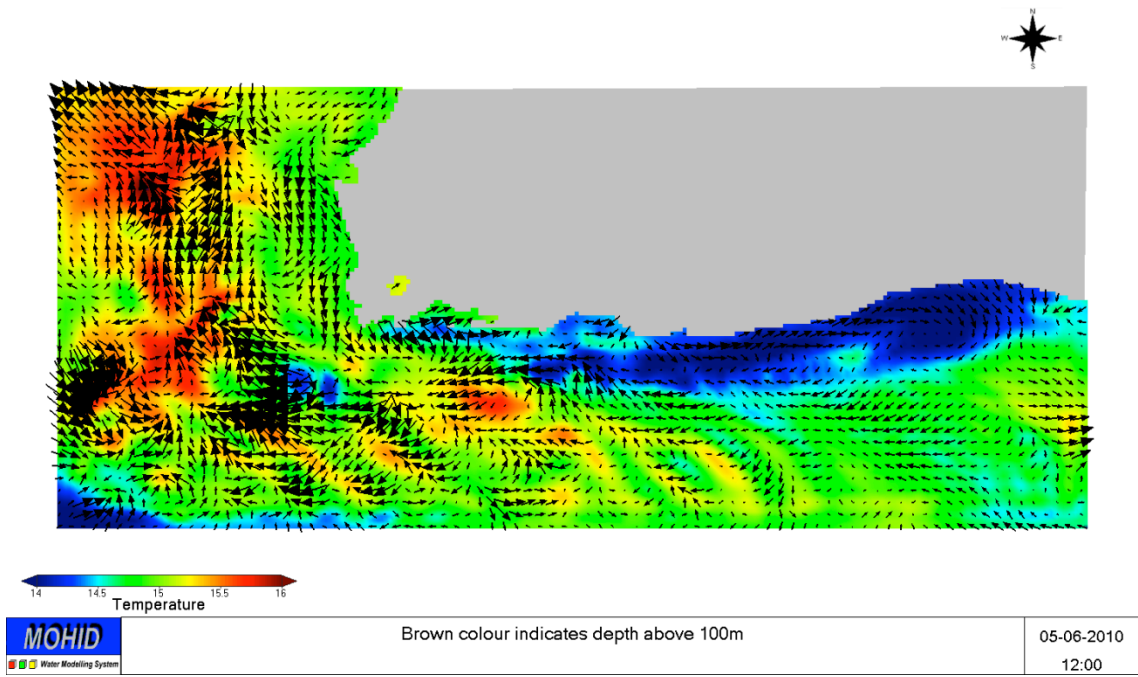 N
W E
S
14 14.5 15 15.5 16
Temperature
MOHID
Water Modelling System
Brown colour indicates depth above 100m
05-06-2010
12:00